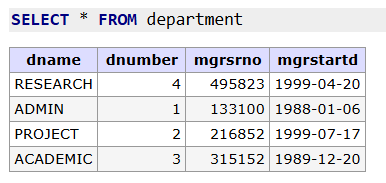 SELECT * FROM department
dname dnumber mgrsrno mgrstartd
RESEARCH 4 495823 1999-04-20
ADMIN 1 133100 1988-01-06
PROJECT 2 216852 1999-07-17
ACADEMIC 3 315152 1989-12-20